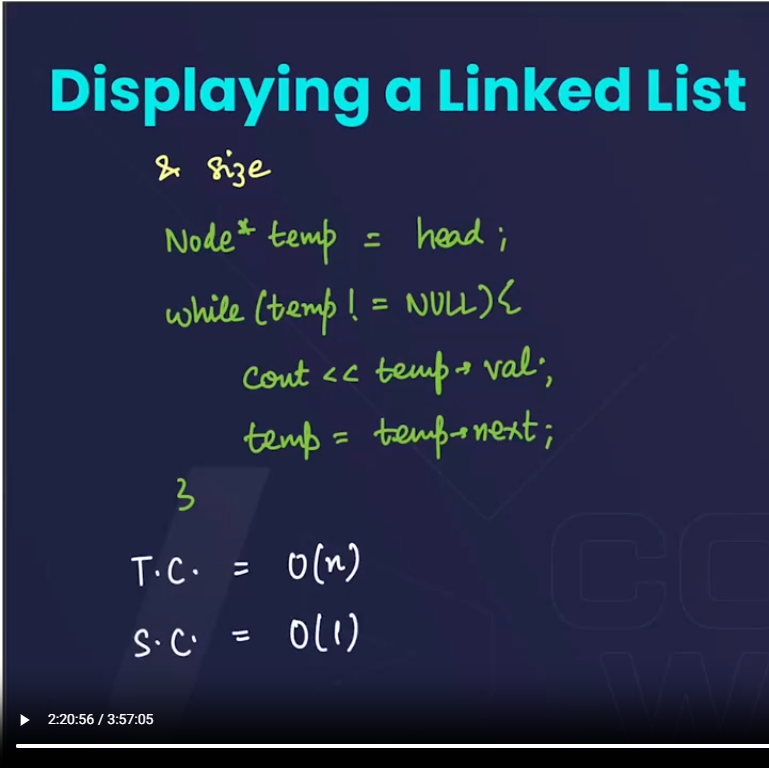 Displaying a Linked List
& size
Node* temp = head;
while (temp != NULL){
cout << temp→val;
temp = temp→next;
}
T.C. = O(n)
S.C. = O(1)
CO
W
2:20:56 / 3:57:05